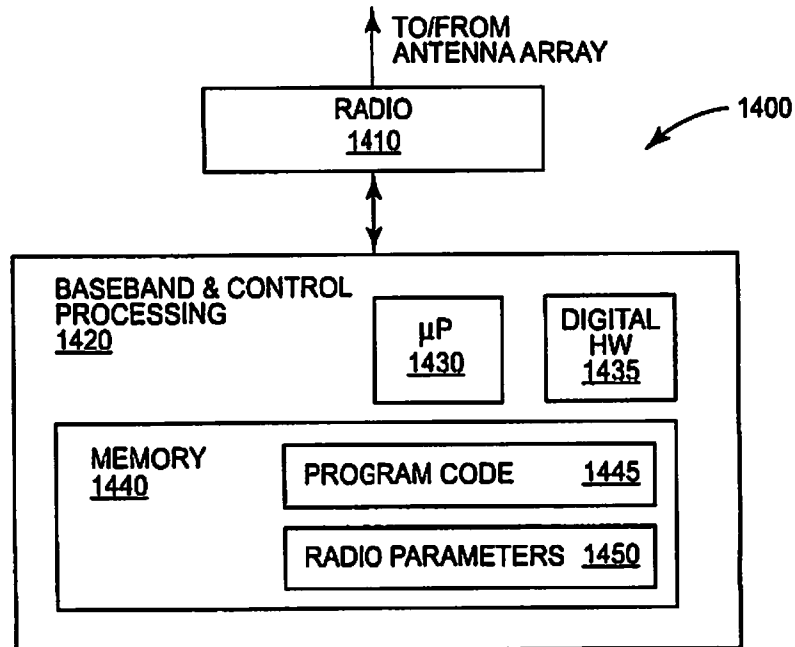 TO/FROM
ANTENNA ARRAY
RADIO
1410
1400
BASEBAND & CONTROL
PROCESSING
1420
µP
1430
DIGITAL
HW
1435
MEMORY
1440
PROGRAM CODE 1445
RADIO PARAMETERS 1450